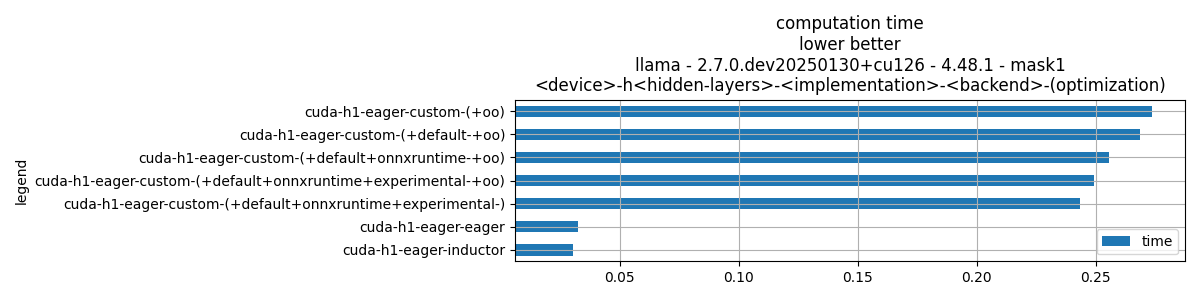 computation time
lower better
llama - 2.7.0.dev20250130+cu126 - 4.48.1 - mask1
<device>-h<hidden-layers>-<implementation>-<backend>-(optimization)
legend
cuda-h1-eager-custom-(+oo)
cuda-h1-eager-custom-(+default-+oo)
cuda-h1-eager-custom-(+default+onnxruntime-+oo)
cuda-h1-eager-custom-(+default+onnxruntime+experimental-+oo)
cuda-h1-eager-custom-(+default+onnxruntime+experimental-)
cuda-h1-eager-eager
cuda-h1-eager-inductor
time
0.05 0.10 0.15 0.20 0.25